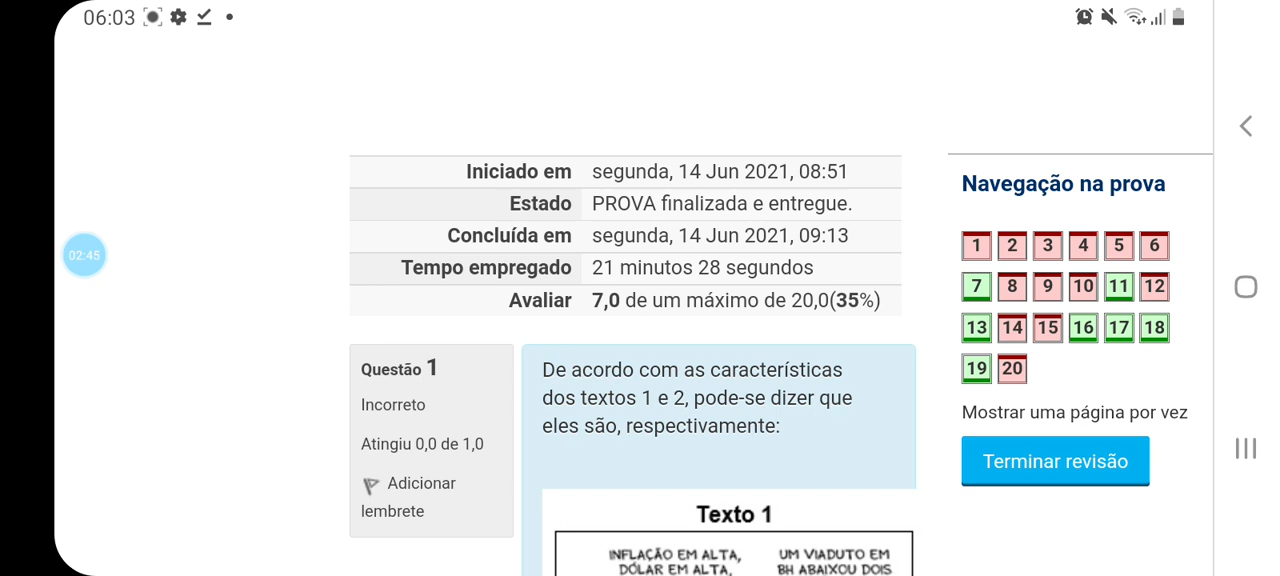 06:03
02:45
Iniciado em segunda, 14 Jun 2021, 08:51
Estado PROVA finalizada e entregue.
Concluída em segunda, 14 Jun 2021, 09:13
Tempo empregado 21 minutos 28 segundos
Avaliar 7,0 de um máximo de 20,0(35%)
Questão 1
Incorreto
Atingiu 0,0 de 1,0
Adicionar
lembrete
De acordo com as características
dos textos 1 e 2, pode-se dizer que
eles são, respectivamente:
Texto 1
INFLAÇÃO EM ALTA,
DÓLAR EM ALTA,
UM VIADUTO EM
BH ABAIXOU DOIS
Navegação na prova
1 2 3 4 5 6
7 8 9 10 11 12
13 14 15 16 17 18
19 20
Mostrar uma página por vez
Terminar revisão